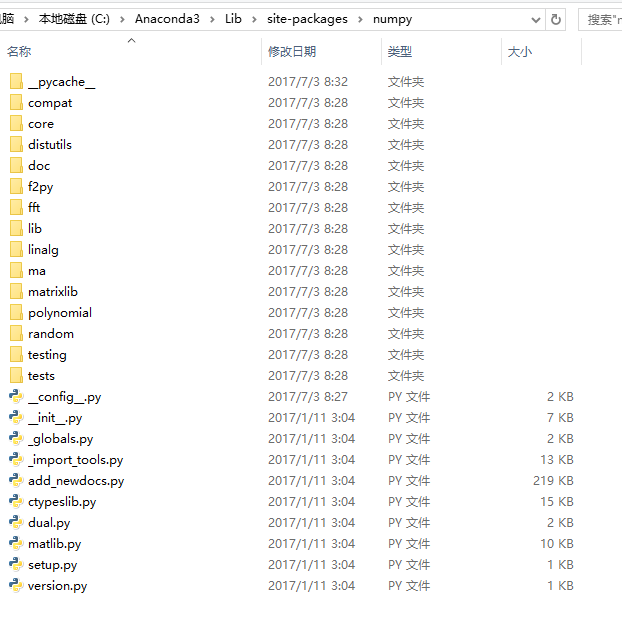 脑 > 本地磁盘 (C:) > Anaconda3 > Lib > site-packages > numpy 搜索"n
名称 修改日期 类型 大小
__pycache__ 2017/7/3 8:32 文件夹
compat 2017/7/3 8:28 文件夹
core 2017/7/3 8:28 文件夹
distutils 2017/7/3 8:28 文件夹
doc 2017/7/3 8:28 文件夹
f2py 2017/7/3 8:28 文件夹
fft 2017/7/3 8:28 文件夹
lib 2017/7/3 8:28 文件夹
linalg 2017/7/3 8:28 文件夹
ma 2017/7/3 8:28 文件夹
matrixlib 2017/7/3 8:28 文件夹
polynomial 2017/7/3 8:28 文件夹
random 2017/7/3 8:28 文件夹
testing 2017/7/3 8:28 文件夹
tests 2017/7/3 8:28 文件夹
__config__.py 2017/7/3 8:27 PY 文件 2 KB
__init__.py 2017/1/11 3:04 PY 文件 7 KB
_globals.py 2017/1/11 3:04 PY 文件 2 KB
_import_tools.py 2017/1/11 3:04 PY 文件 13 KB
add_newdocs.py 2017/1/11 3:04 PY 文件 219 KB
ctypeslib.py 2017/1/11 3:04 PY 文件 15 KB
dual.py 2017/1/11 3:04 PY 文件 2 KB
matlib.py 2017/1/11 3:04 PY 文件 10 KB
setup.py 2017/1/11 3:04 PY 文件 1 KB
version.py 2017/1/11 3:04 PY 文件 1 KB